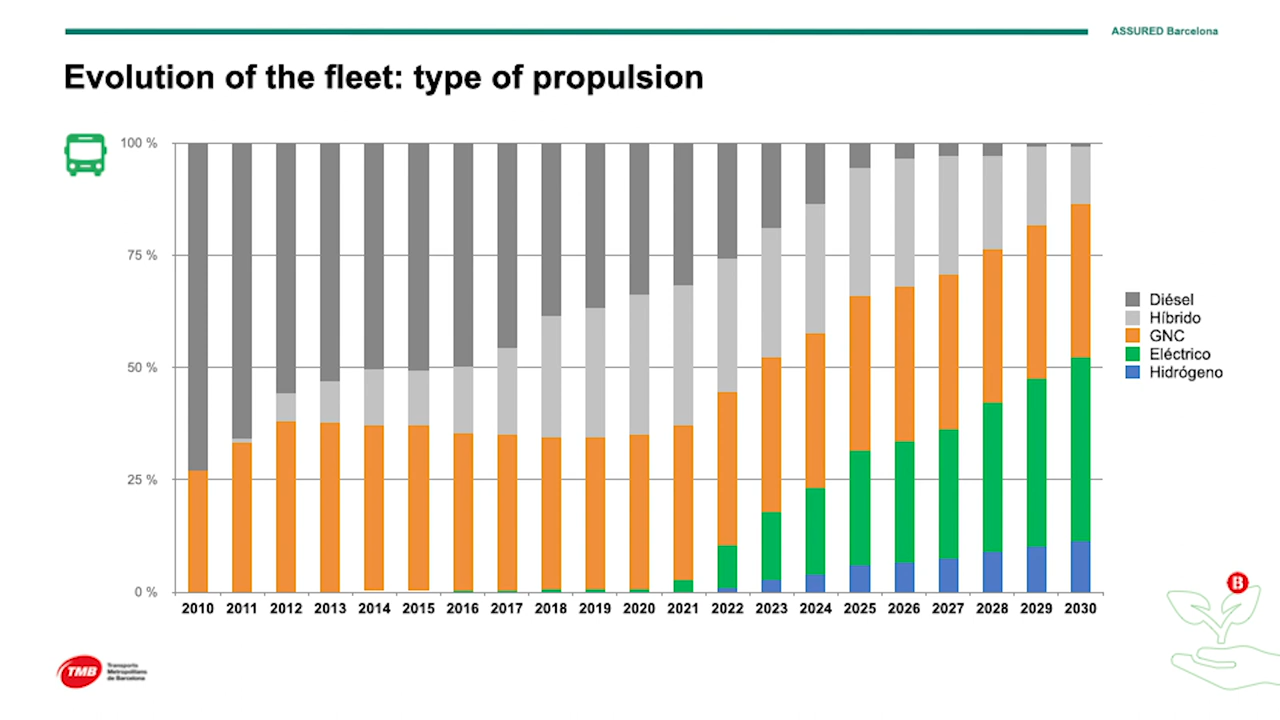 ASSURED Barcelona
Evolution of the fleet: type of propulsion
100 %
75 %
50 %
25 %
0 %
2010 2011 2012 2013 2014 2015 2016 2017 2018 2019 2020 2021 2022 2023 2024 2025 2026 2027 2028 2029 2030
Diésel
Híbrido
GNC
Eléctrico
Hidrógeno
B
TMB
Transports
Metropolitans
de Barcelona